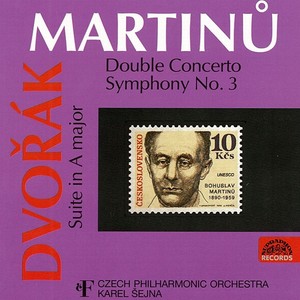 MARTINŮ
Double Concerto
Symphony No. 3
DVOŘÁK
Suite in A major
ČESKOSLOVENSKO
10
Kčs
UNESCO
BOHUSLAV
MARTINŮ
1890-1959
SUPRAPHON
RECORDS
CZECH PHILHARMONIC ORCHESTRA
KAREL ŠEJNA